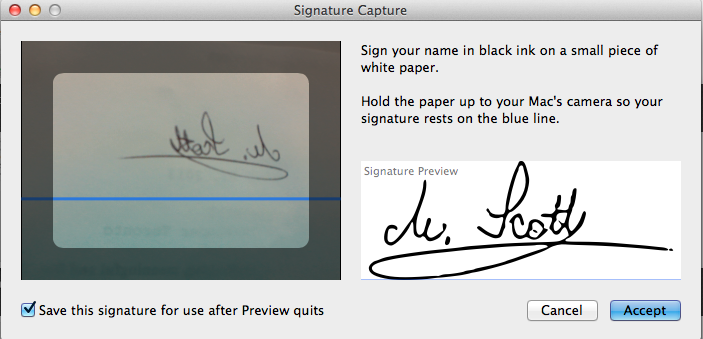 Signature Capture
Sign your name in black ink on a small piece of
white paper.
Hold the paper up to your Mac's camera so your
signature rests on the blue line.
Signature Preview
M. Scott
Save this signature for use after Preview quits
Cancel
Accept